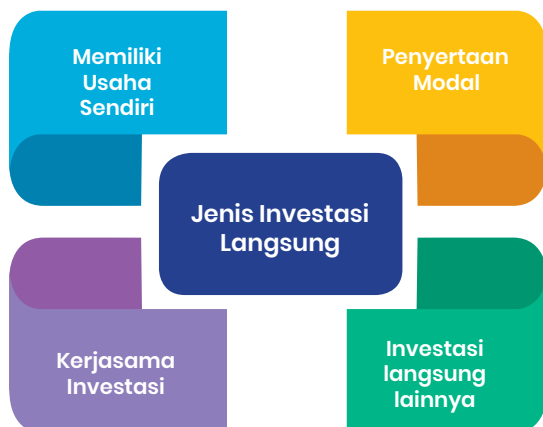 Memiliki
Usaha
Sendiri
Penyertaan
Modal
Jenis Investasi
Langsung
Kerjasama
Investasi
Investasi
langsung
lainnya